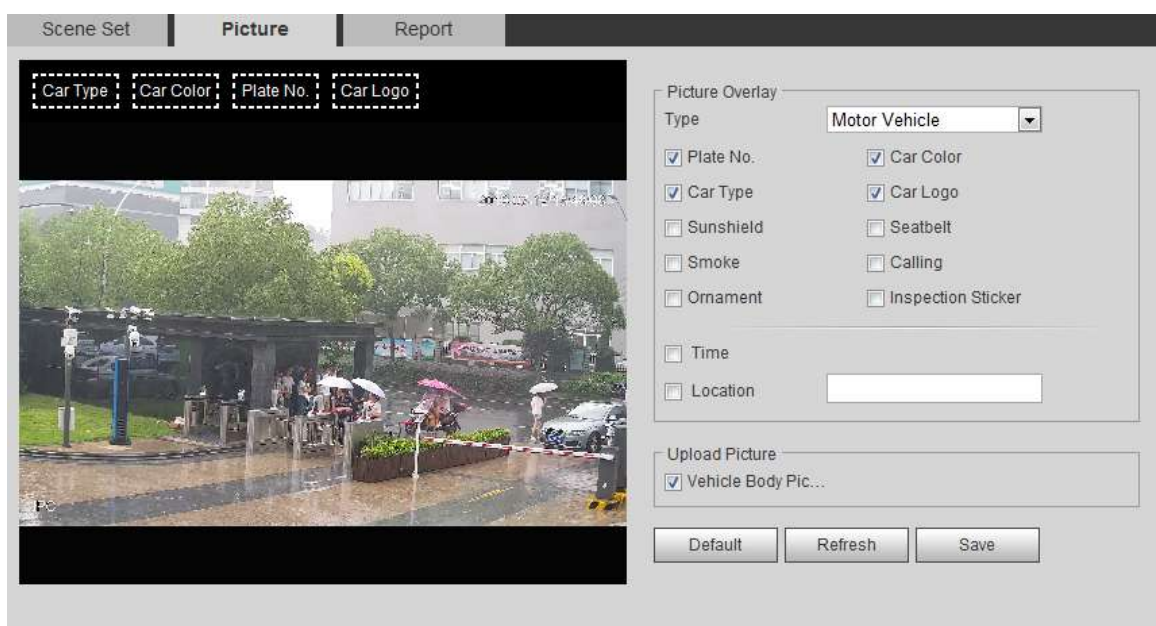 Scene Set
Picture
Report
Car Type
Car Color
Plate No.
Car Logo
Picture Overlay
Type
Motor Vehicle
Plate No.
Car Color
Car Type
Car Logo
Sunshield
Seatbelt
Smoke
Calling
Ornament
Inspection Sticker
Time
Location
Upload Picture
Vehicle Body Pic...
Default
Refresh
Save